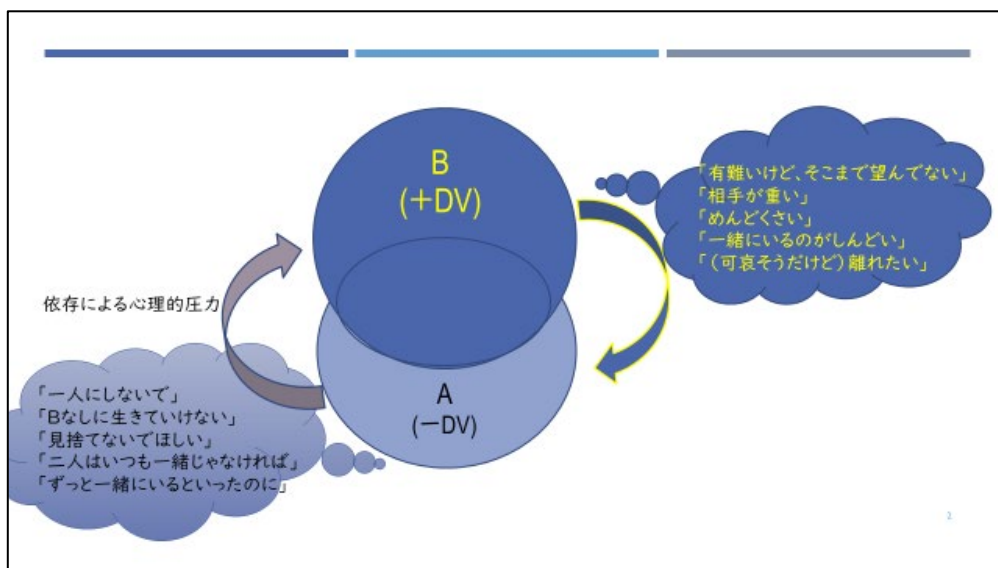 B
(+DV)
「有難いけど、そこまで望んでない」
「相手が重い」
「めんどくさい」
「一緒にいるのがしんどい」
「(可哀そうだけど)離れたい」
依存による心理的圧力
「一人にしないで」
「Bなしに生きていけない」
「見捨てないでほしい」
「二人はいつも一緒じゃなければ」
「ずっと一緒にいるといったのに」
A
(－DV)
2